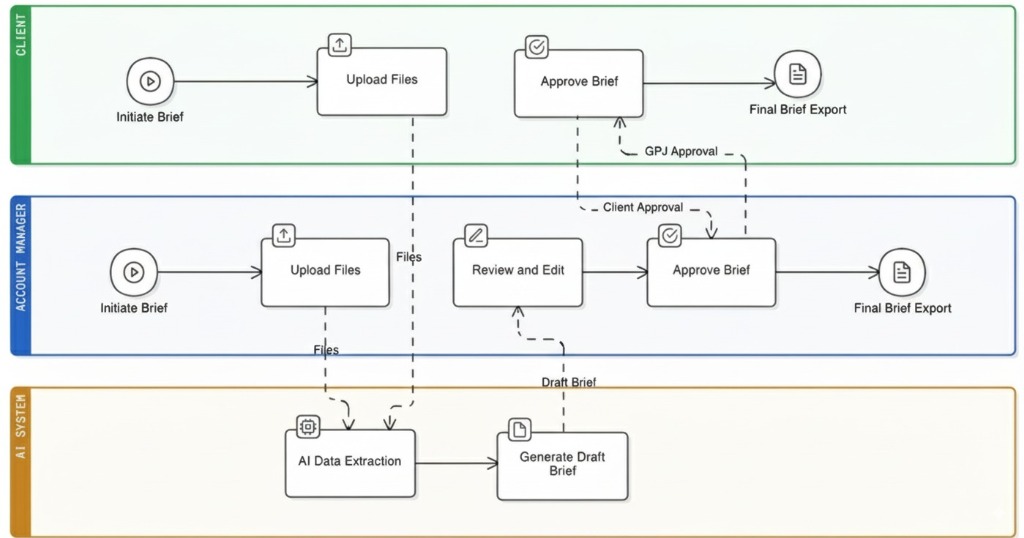 CLIENT
Initiate Brief
Upload Files
Approve Brief
Final Brief Export
GPJ Approval
Client Approval
ACCOUNT MANAGER
Initiate Brief
Upload Files
Files
Review and Edit
Approve Brief
Final Brief Export
Files
Draft Brief
AI SYSTEM
AI Data Extraction
Generate Draft
Brief